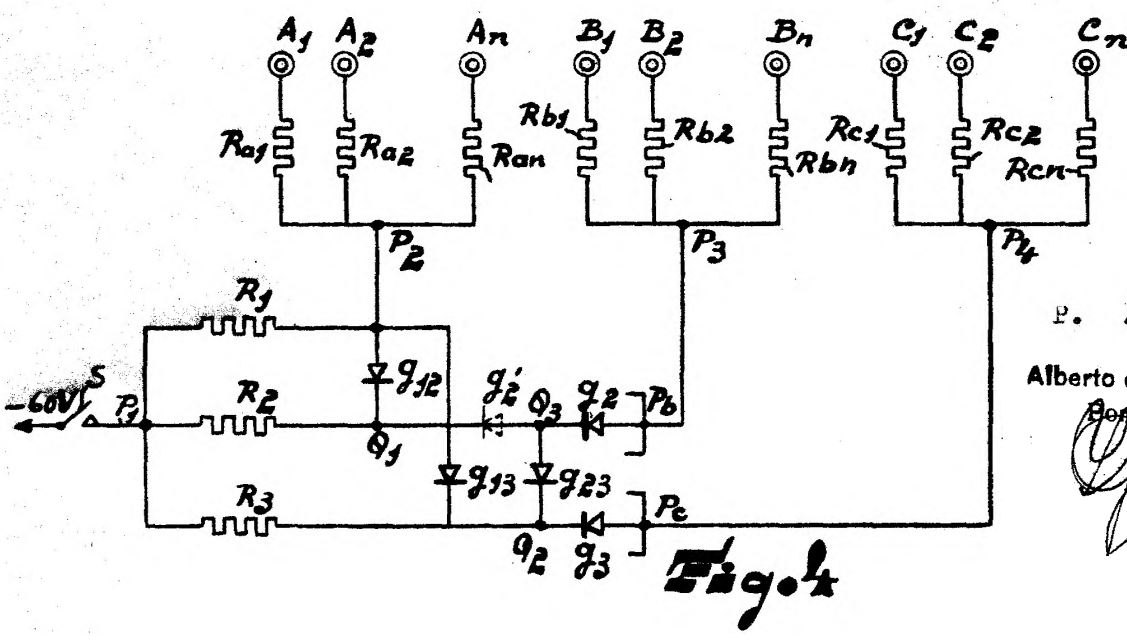 A1 A2 An B1 B2 Bn C1 C2 Cn
Ra1 Ra2 Ran Rb1 Rb2 Rbn Rc1 Rc2 Rcn
P2 P3 P4
R1
P.
g12 g'2 Q3 g2 Pb
Alberto
-60V S P1 R2 Q1
R3 g13 g23 Pc
Q2 g3
Fig. 4